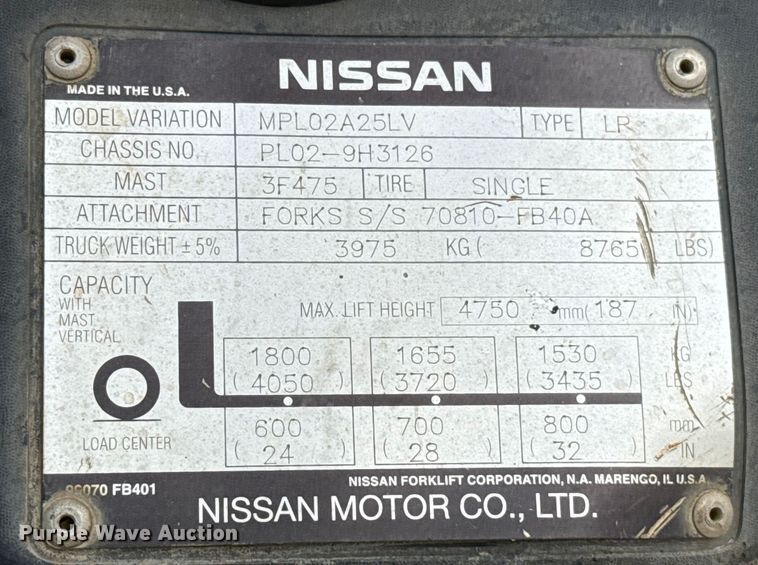 MADE IN THE U.S.A. NISSAN
MODEL VARIATION MPL02A25LV TYPE LR
CHASSIS NO. PL02-9H3126
MAST 3F475 TIRE SINGLE
ATTACHMENT FORKS S/S 70810-FB40A
TRUCK WEIGHT ± 5% 3975 KG ( 8765 LBS)
CAPACITY
WITH
MAST
VERTICAL
MAX. LIFT HEIGHT 4750 mm( 187 IN)
1800 1655 1530 KG
( 4050 ) ( 3720 ) ( 3435 ) LBS
600 700 800 mm
( 24 ) ( 28 ) ( 32 ) IN
LOAD CENTER
FB401 NISSAN FORKLIFT CORPORATION, N.A. MARENGO, IL U.S.A.
NISSAN MOTOR CO., LTD.
Purple Wave Auction